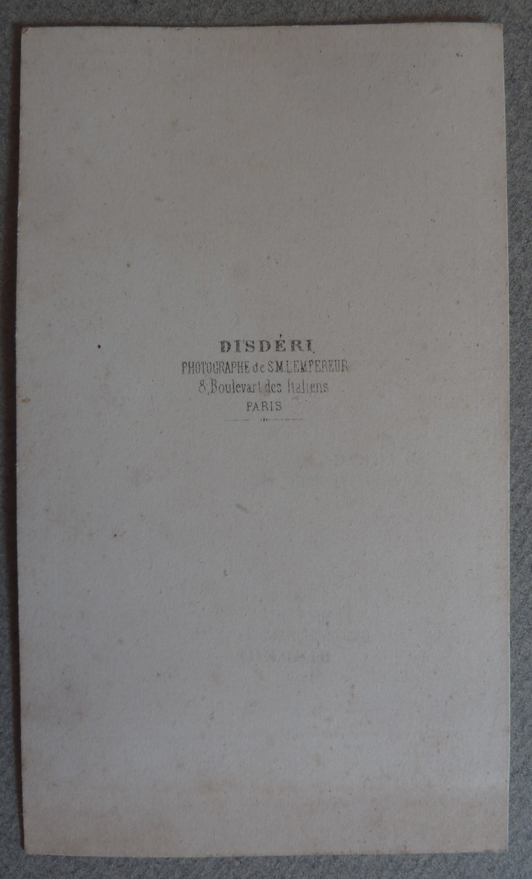 DISDÉRI
PHOTOGRAPHE de S.M. L'EMPEREUR
8, Boulevart des Italiens
PARIS